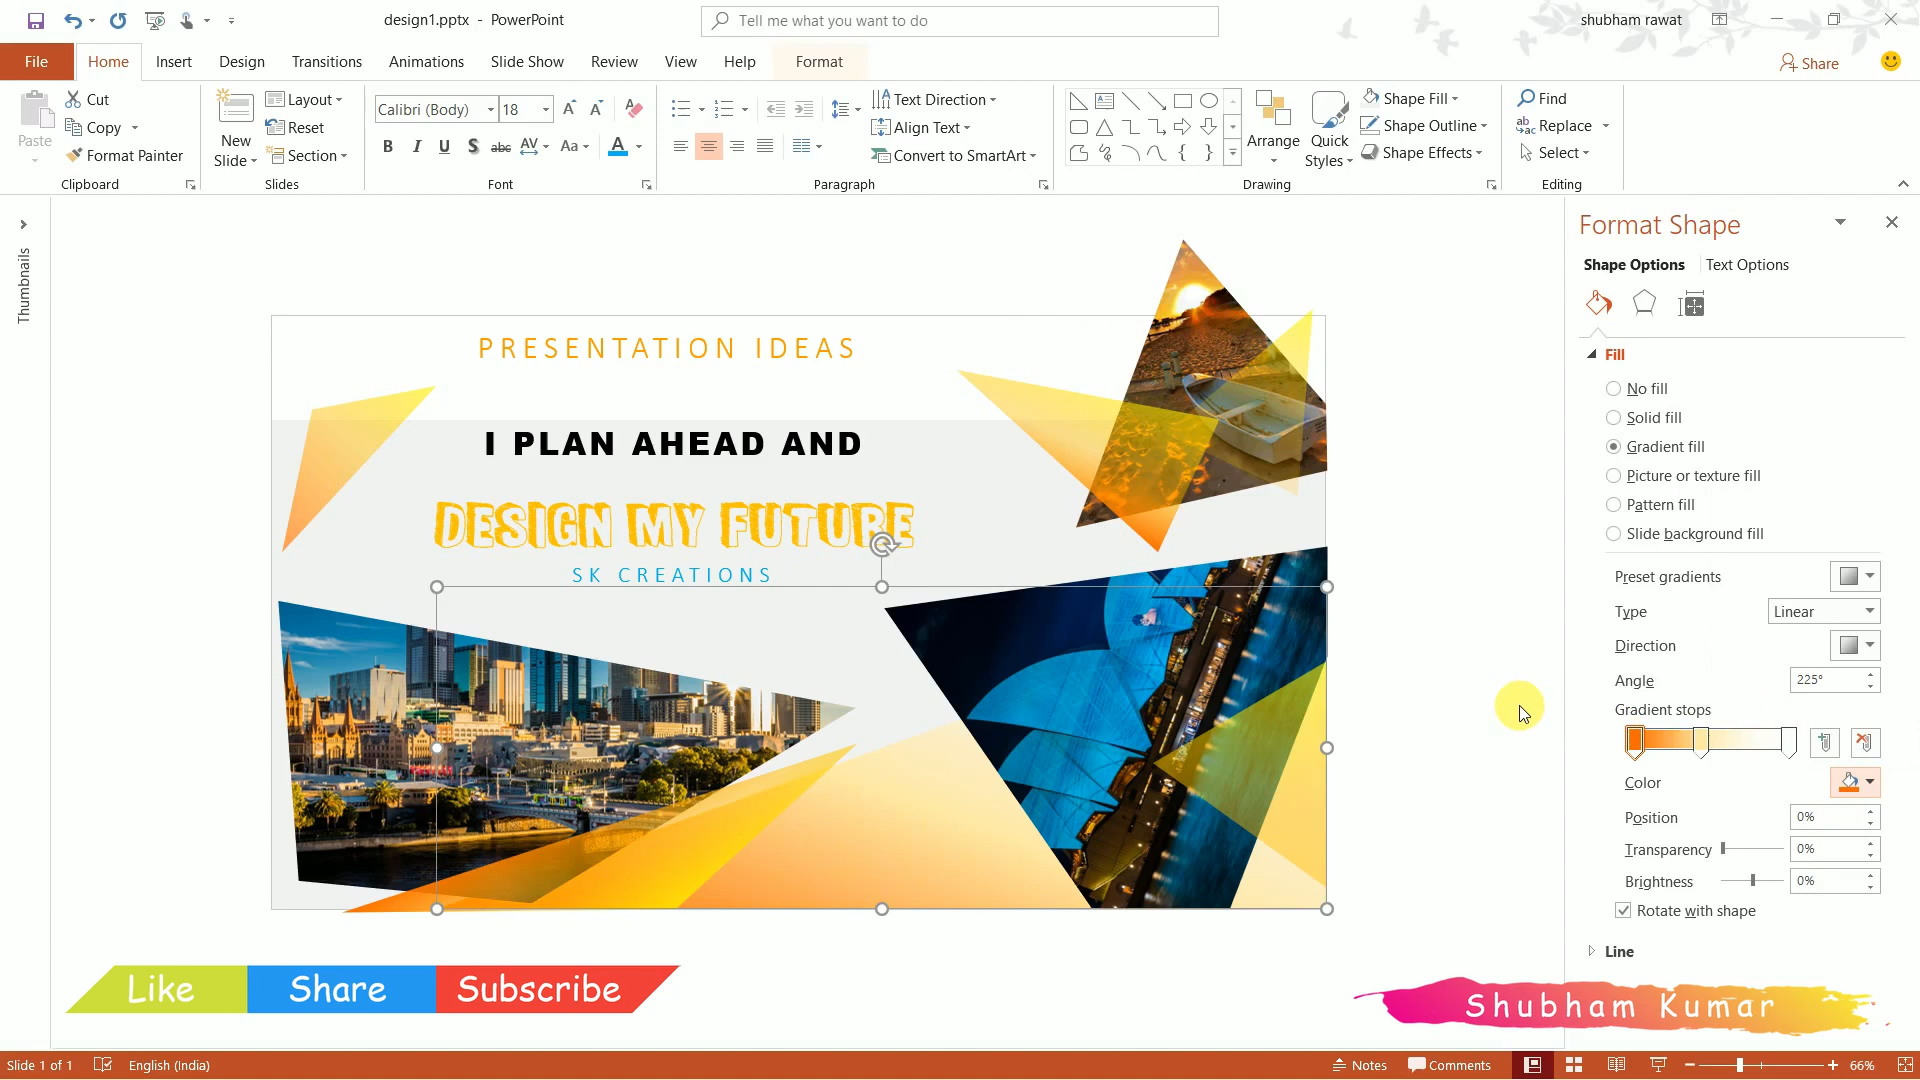 design1.pptx - PowerPoint
Tell me what you want to do
shubham rawat
File Home Insert Design Transitions Animations Slide Show Review View Help Format
Share
Paste
Cut
Copy
Format Painter
Clipboard
New Slide
Layout
Reset
Section
Slides
Calibri (Body) 18
B I U S abc AV Aa A
Font
Text Direction
Align Text
Convert to SmartArt
Paragraph
Arrange
Quick Styles
Shape Fill
Shape Outline
Shape Effects
Drawing
Find
Replace
Select
Editing
Thumbnails
PRESENTATION IDEAS
I PLAN AHEAD AND
DESIGN MY FUTURE
SK CREATIONS
Format Shape
Shape Options Text Options
Fill
No fill
Solid fill
Gradient fill
Picture or texture fill
Pattern fill
Slide background fill
Preset gradients
Type Linear
Direction
Angle 225°
Gradient stops
Color
Position 0%
Transparency 0%
Brightness 0%
Rotate with shape
Line
Like Share Subscribe
Shubham Kumar
Slide 1 of 1 English (India) Notes Comments 66%